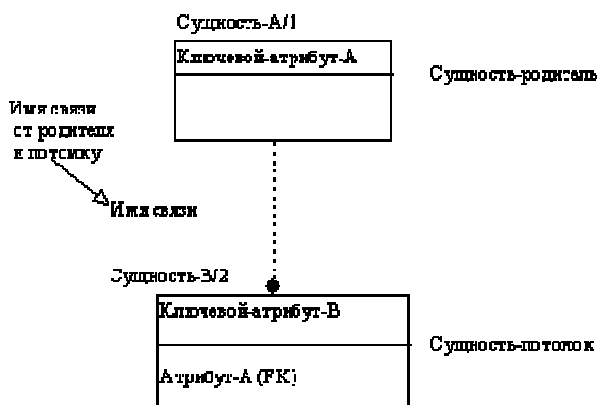 Сущность-A/1
Ключевой-атрибут-A
Сущность-родитель
Имя связи
от родителя
к потомку
Имя связи
Сущность-B/2
Ключевой-атрибут-B
Сущность-потомок
Атрибут-A (FK)